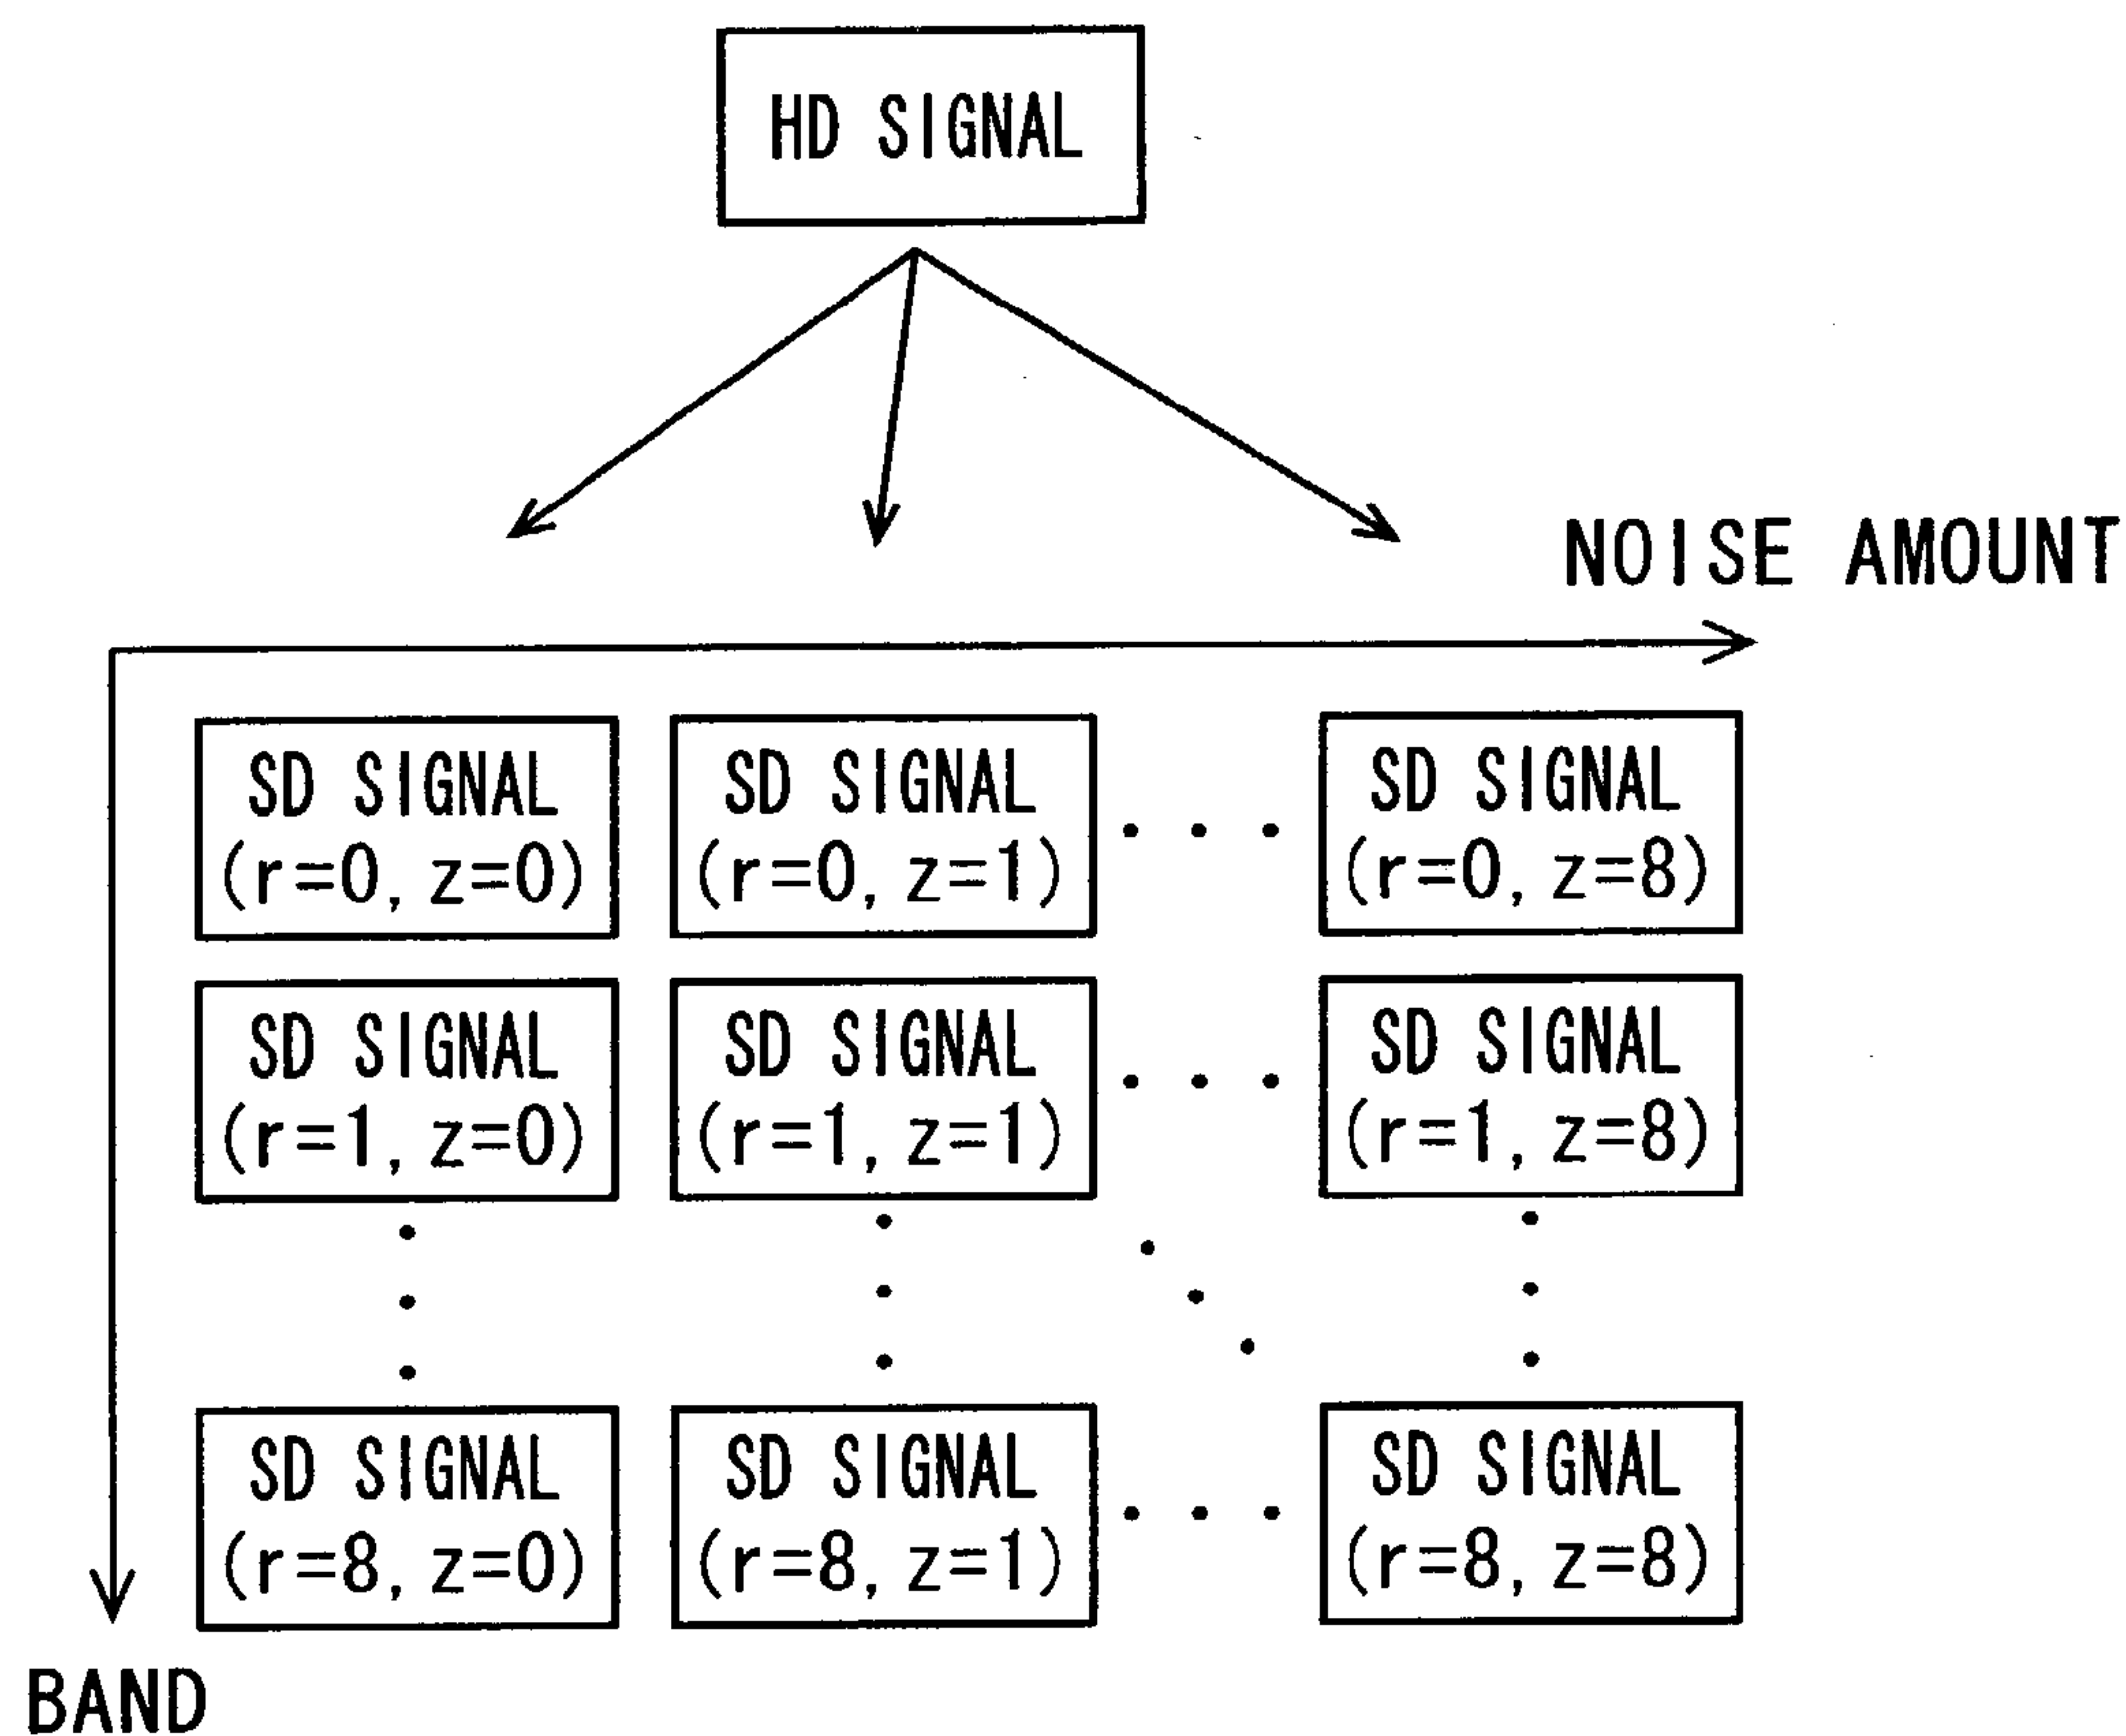 HD SIGNAL
NOISE AMOUNT
SD SIGNAL
(r=0, z=0)
SD SIGNAL
(r=0, z=1)
SD SIGNAL
(r=0, z=8)
SD SIGNAL
(r=1, z=0)
SD SIGNAL
(r=1, z=1)
SD SIGNAL
(r=1, z=8)
SD SIGNAL
(r=8, z=0)
SD SIGNAL
(r=8, z=1)
SD SIGNAL
(r=8, z=8)
BAND